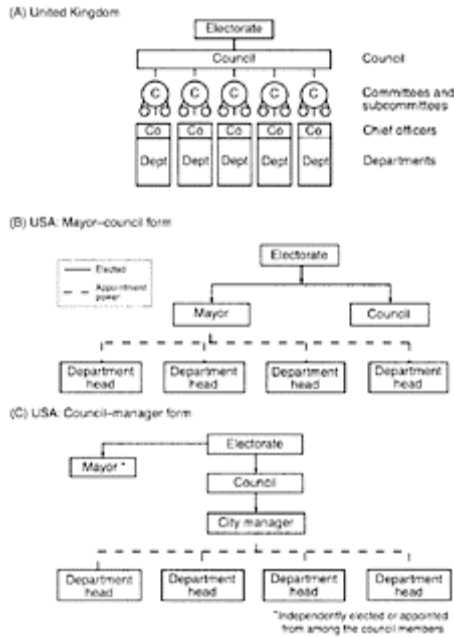 (A) United Kingdom
Electorate
Council Council
C C C C C Committees and
subcommittees
Co Co Co Co Co Chief officers
Dept Dept Dept Dept Dept Departments
(B) USA: Mayor–council form
Elected
Appointment
power
Electorate
Mayor Council
Department Department Department Department
head head head head
(C) USA: Council–manager form
Electorate
Mayor *
Council
City manager
Department Department Department Department
head head head head
*Independently elected or appointed
from among the council members